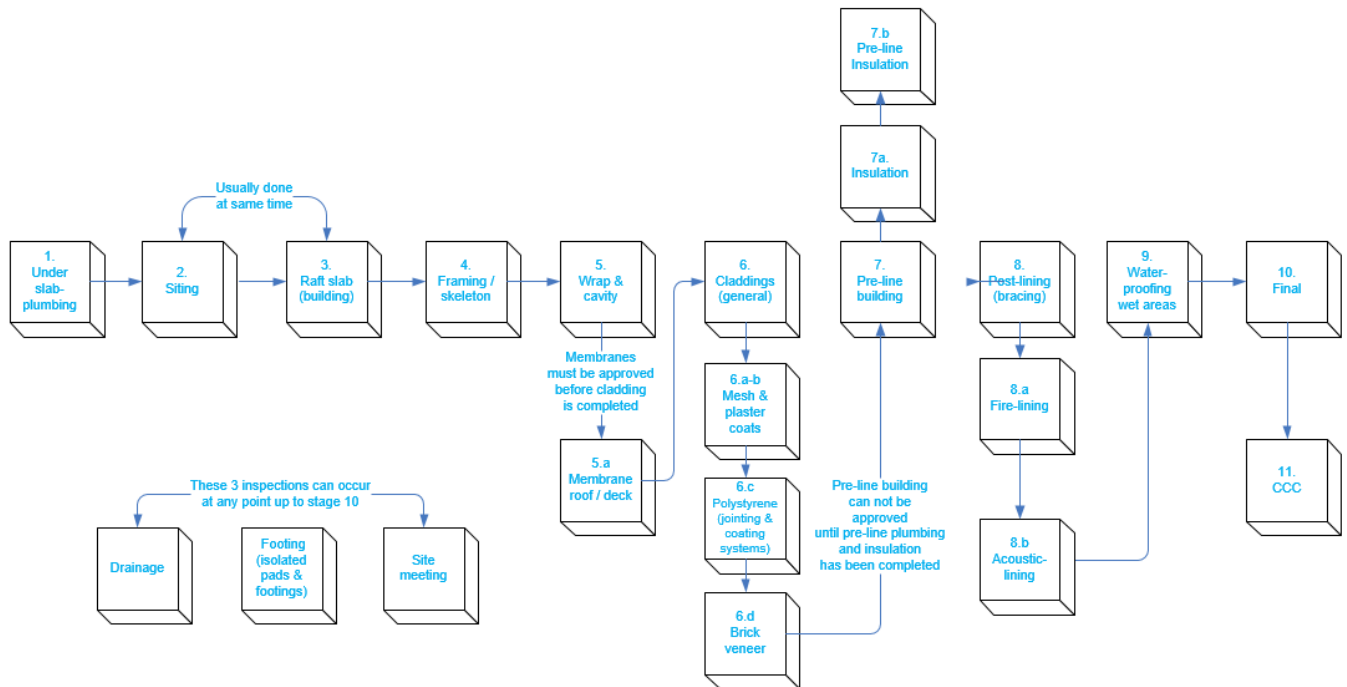 7.b
Pre-line
Insulation
7a.
Insulation
Usually done
at same time
1.
Under
slab-
plumbing
2.
Siting
3.
Raft slab
(building)
4.
Framing /
skeleton
5.
Wrap &
cavity
6.
Claddings
(general)
7.
Pre-line
building
8.
Post-lining
(bracing)
9.
Water-
proofing
wet areas
10.
Final
Membranes
must be approved
before cladding
is completed
6.a-b
Mesh &
plaster
coats
8.a
Fire-lining
5.a
Membrane
roof / deck
11.
CCC
These 3 inspections can occur
at any point up to stage 10
6.c
Polystyrene
(jointing &
coating
systems)
Pre-line building
can not be
approved
until pre-line plumbing
and insulation
has been completed
Drainage
Footing
(isolated
pads &
footings)
Site
meeting
8.b
Acoustic-
lining
6.d
Brick
veneer